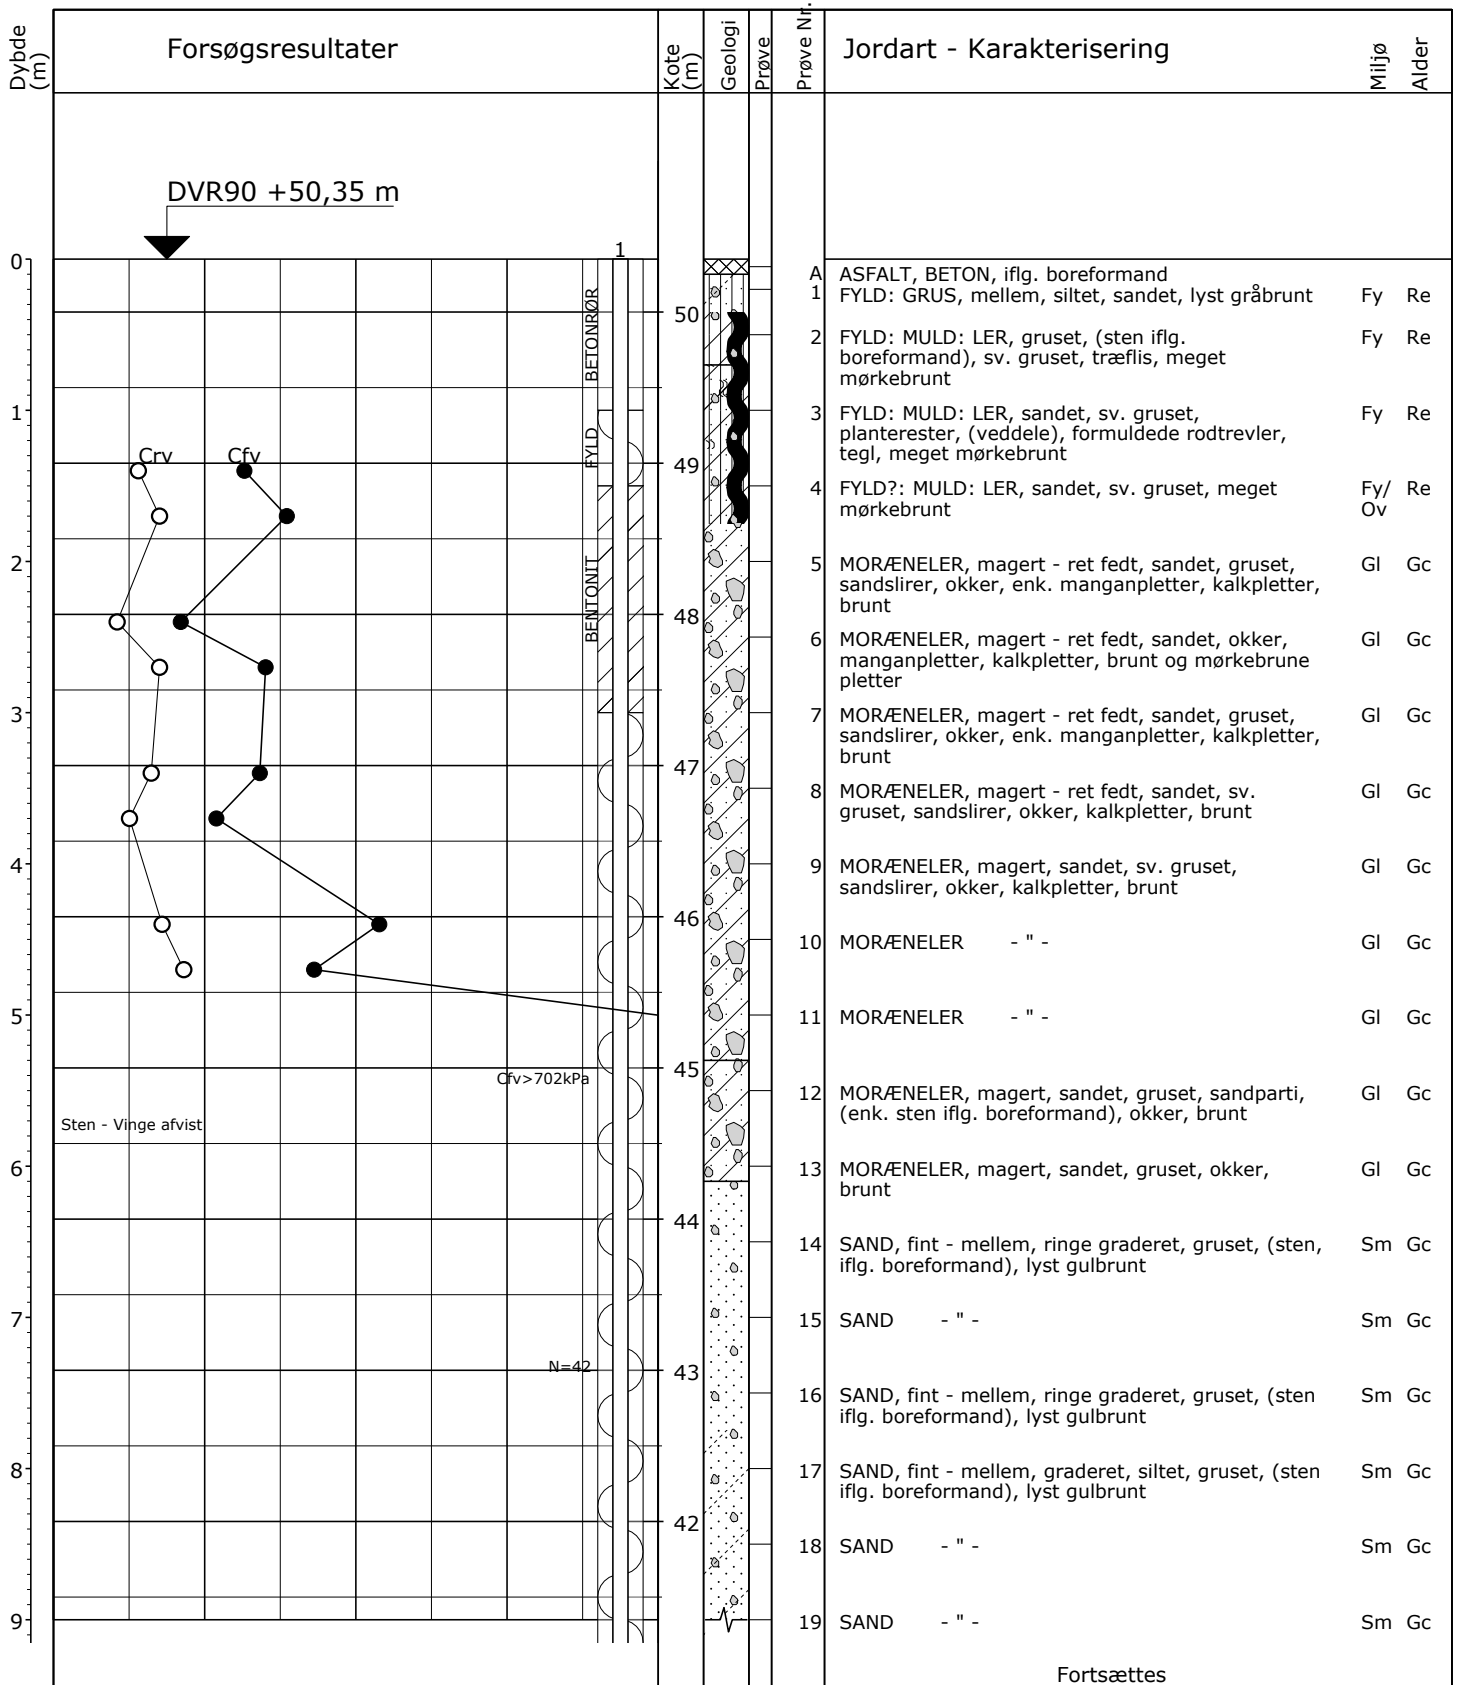 Dybde
(m)
Forsøgsresultater
Kote
(m)
Geologi
Prøve
Prøve Nr.
Jordart - Karakterisering
Miljø
Alder
DVR90 +50,35 m
1
0
A ASFALT, BETON, iflg. boreformand
BETONRØR
1 FYLD: GRUS, mellem, siltet, sandet, lyst gråbrunt Fy Re
50
2 FYLD: MULD: LER, gruset, (sten iflg. Fy Re
boreformand), sv. gruset, træflis, meget
mørkebrunt
1
3 FYLD: MULD: LER, sandet, sv. gruset, Fy Re
planterester, (veddele), formuldede rodtrevler,
tegl, meget mørkebrunt
FYLD
Crv Cfv
49
4 FYLD?: MULD: LER, sandet, sv. gruset, meget Fy/ Re
mørkebrunt Ov
2
5 MORÆNELER, magert - ret fedt, sandet, gruset, Gl Gc
sandslirer, okker, enk. manganpletter, kalkpletter,
brunt
BENTONIT
48
6 MORÆNELER, magert - ret fedt, sandet, okker, Gl Gc
manganpletter, kalkpletter, brunt og mørkebrune
pletter
3
7 MORÆNELER, magert - ret fedt, sandet, gruset, Gl Gc
sandslirer, okker, enk. manganpletter, kalkpletter,
brunt
47
8 MORÆNELER, magert - ret fedt, sandet, sv. Gl Gc
gruset, sandslirer, okker, kalkpletter, brunt
4
9 MORÆNELER, magert, sandet, sv. gruset, Gl Gc
sandslirer, okker, kalkpletter, brunt
46
10 MORÆNELER - " - Gl Gc
5
11 MORÆNELER - " - Gl Gc
45
Cfv>702kPa
12 MORÆNELER, magert, sandet, gruset, sandparti, Gl Gc
(enk. sten iflg. boreformand), okker, brunt
Sten - Vinge afvist
6
13 MORÆNELER, magert, sandet, gruset, okker, Gl Gc
brunt
44
14 SAND, fint - mellem, ringe graderet, gruset, (sten, Sm Gc
iflg. boreformand), lyst gulbrunt
7
15 SAND - " - Sm Gc
N=42
43
16 SAND, fint - mellem, ringe graderet, gruset, (sten Sm Gc
iflg. boreformand), lyst gulbrunt
8
17 SAND, fint - mellem, graderet, siltet, gruset, (sten Sm Gc
iflg. boreformand), lyst gulbrunt
42
18 SAND - " - Sm Gc
9
19 SAND - " - Sm Gc
Fortsættes